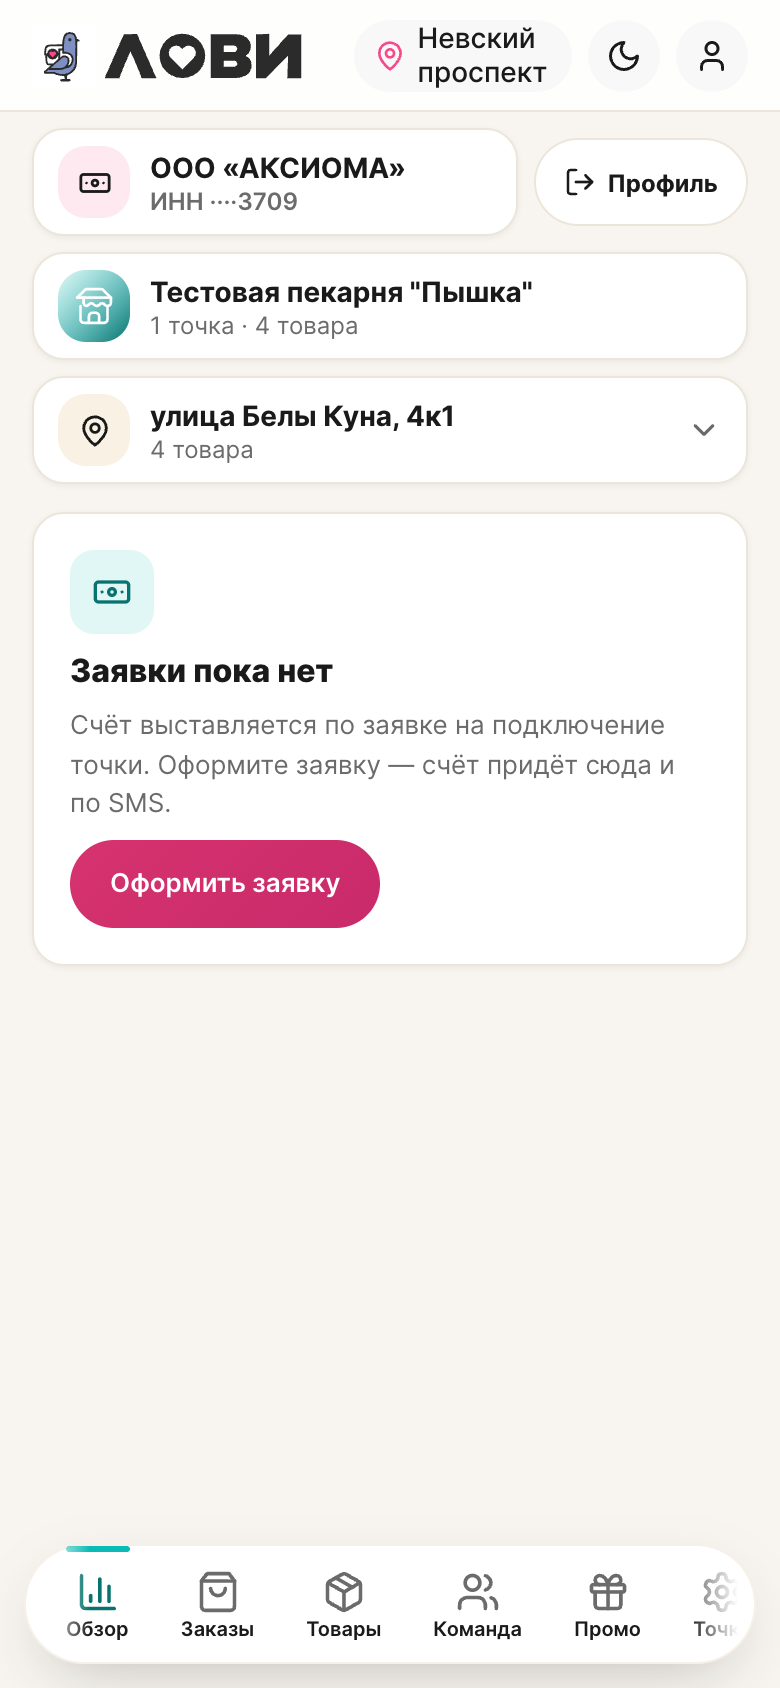 ЛОВИ
Невский
проспект
ООО «АКСИОМА»
ИНН ····3709
Профиль
Тестовая пекарня "Пышка"
1 точка · 4 товара
улица Белы Куна, 4к1
4 товара
Заявки пока нет
Счёт выставляется по заявке на подключение
точки. Оформите заявку — счёт придёт сюда и
по SMS.
Оформить заявку
Обзор
Заказы
Товары
Команда
Промо